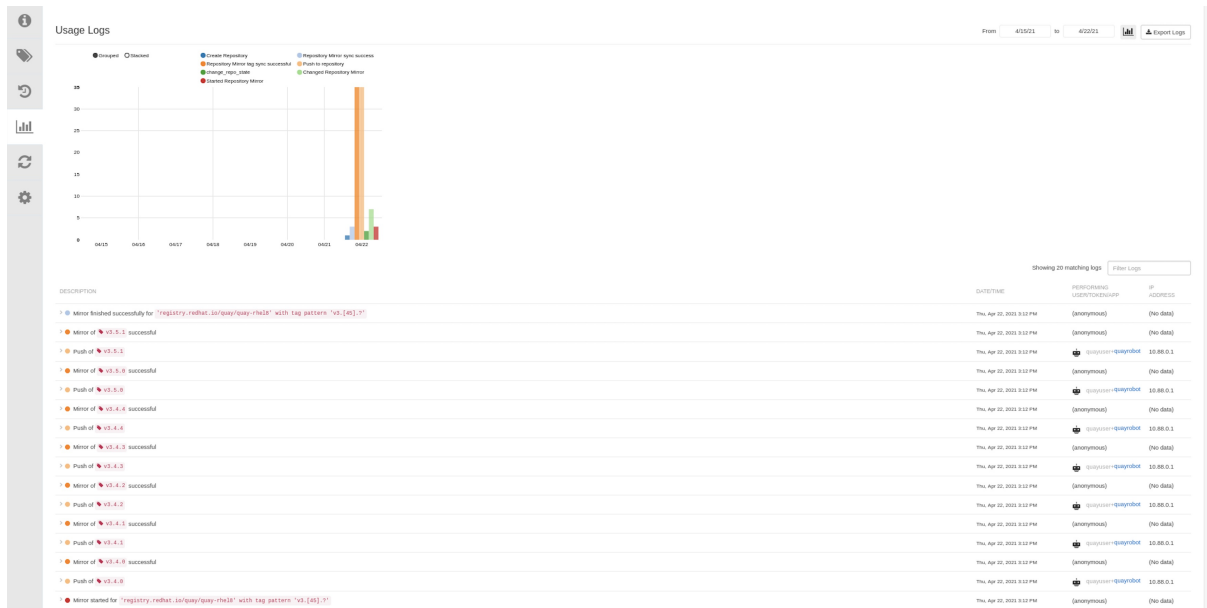 Usage Logs
From 4/15/21 to 4/22/21 Export Logs
Grouped Stacked
Create Repository Repository Mirror sync success
Repository Mirror tag sync successful Push to repository
change_repo_state Changed Repository Mirror
Started Repository Mirror
35
30
25
20
15
10
5
0
04/15 04/16 04/17 04/18 04/19 04/20 04/21 04/22
Showing 20 matching logs Filter Logs
DESCRIPTION DATE/TIME PERFORMING USER/TOKEN/APP IP ADDRESS
Mirror finished successfully for 'registry.redhat.io/quay/quay-rhel8' with tag pattern 'v3.[45].?' Thu, Apr 22, 2021 3:12 PM (anonymous) (No data)
Mirror of v3.5.1 successful Thu, Apr 22, 2021 3:12 PM (anonymous) (No data)
Push of v3.5.1 Thu, Apr 22, 2021 3:12 PM quayuser+quayrobot 10.88.0.1
Mirror of v3.5.0 successful Thu, Apr 22, 2021 3:12 PM (anonymous) (No data)
Push of v3.5.0 Thu, Apr 22, 2021 3:12 PM quayuser+quayrobot 10.88.0.1
Mirror of v3.4.4 successful Thu, Apr 22, 2021 3:12 PM (anonymous) (No data)
Push of v3.4.4 Thu, Apr 22, 2021 3:12 PM quayuser+quayrobot 10.88.0.1
Mirror of v3.4.3 successful Thu, Apr 22, 2021 3:12 PM (anonymous) (No data)
Push of v3.4.3 Thu, Apr 22, 2021 3:12 PM quayuser+quayrobot 10.88.0.1
Mirror of v3.4.2 successful Thu, Apr 22, 2021 3:12 PM (anonymous) (No data)
Push of v3.4.2 Thu, Apr 22, 2021 3:12 PM quayuser+quayrobot 10.88.0.1
Mirror of v3.4.1 successful Thu, Apr 22, 2021 3:12 PM (anonymous) (No data)
Push of v3.4.1 Thu, Apr 22, 2021 3:12 PM quayuser+quayrobot 10.88.0.1
Mirror of v3.4.0 successful Thu, Apr 22, 2021 3:12 PM (anonymous) (No data)
Push of v3.4.0 Thu, Apr 22, 2021 3:12 PM quayuser+quayrobot 10.88.0.1
Mirror started for 'registry.redhat.io/quay/quay-rhel8' with tag pattern 'v3.[45].?' Thu, Apr 22, 2021 3:12 PM (anonymous) (No data)